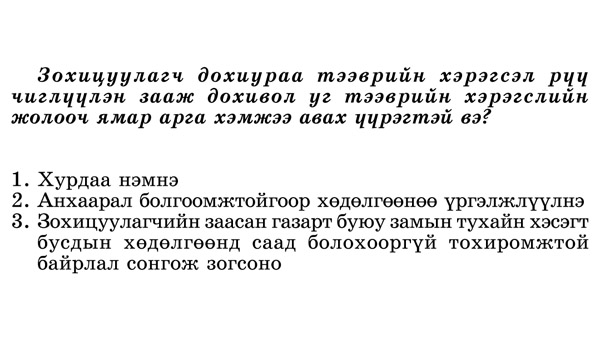 Зохицуулагч дохиураа тээврийн хэрэгсэл рүү
чиглүүлэн зааж дохивол уг тээврийн хэрэгслийн
жолооч ямар арга хэмжээ авах үүрэгтэй вэ?
1. Хурдаа нэмнэ
2. Анхаарал болгоомжтойгоор хөдөлгөөнөө үргэлжлүүлнэ
3. Зохицуулагчийн заасан газарт буюу замын тухайн хэсэгт
бусдын хөдөлгөөнд саад болохооргүй тохиромжтой
байрлал сонгож зогсоно